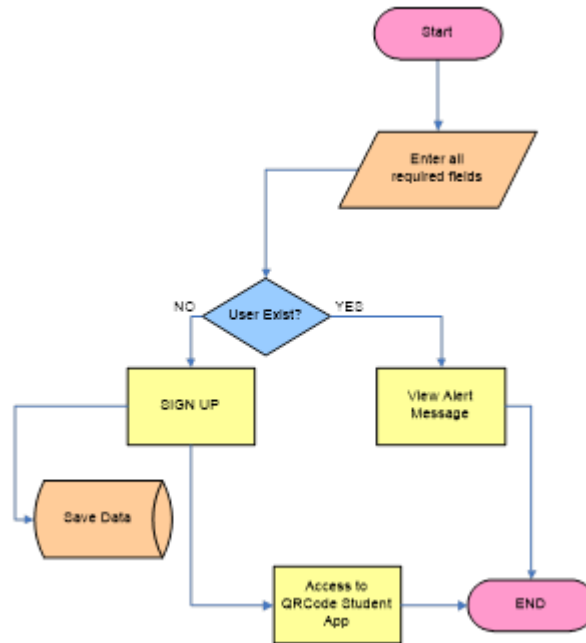 Start
Enter all
required fields
NO
User Exist?
YES
SIGN UP
View Alert
Message
Save Data
Access to
QRCode Student
App
END